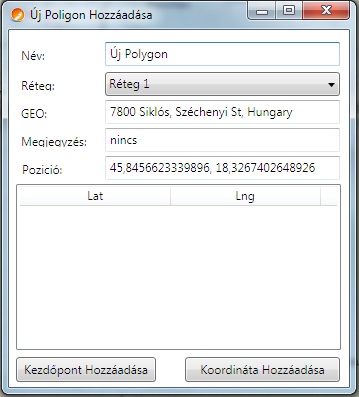 Új Poligon Hozzáadása
Név: Új Polygon
Réteg: Réteg 1
GEO: 7800 Siklós, Széchenyi St, Hungary
Megjegyzés: nincs
Pozició: 45,8456623339896, 18,3267402648926
Lat Lng
Kezdőpont Hozzáadása Koordináta Hozzáadása